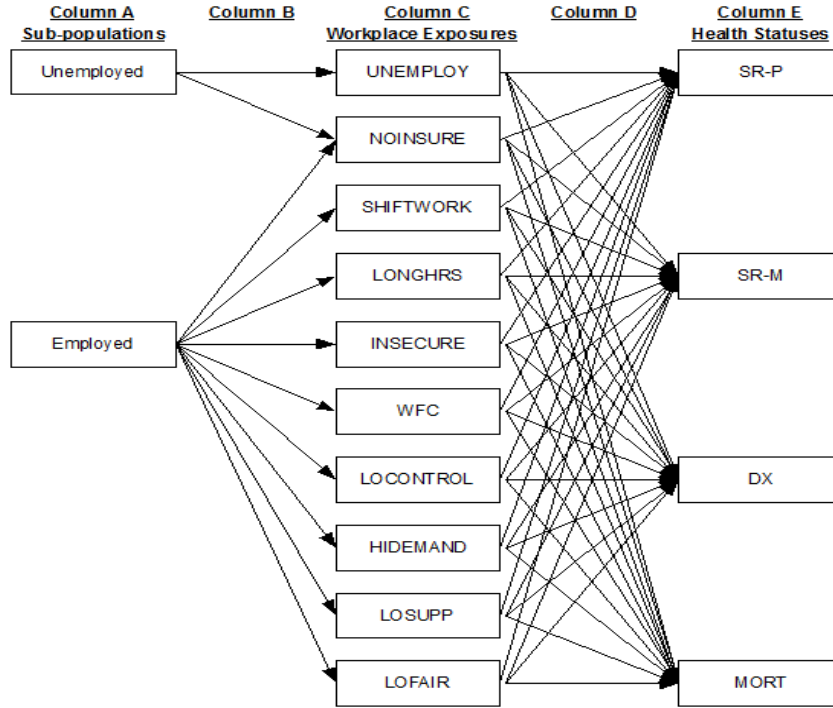 Column A
Sub-populations
Column B
Column C
Workplace Exposures
Column D
Column E
Health Statuses
Unemployed
Employed
UNEMPLOY
NOINSURE
SHIFTWORK
LONGHRS
INSECURE
WFC
LOCONTROL
HIDEMAND
LOSUPP
LOFAIR
SR-P
SR-M
DX
MORT